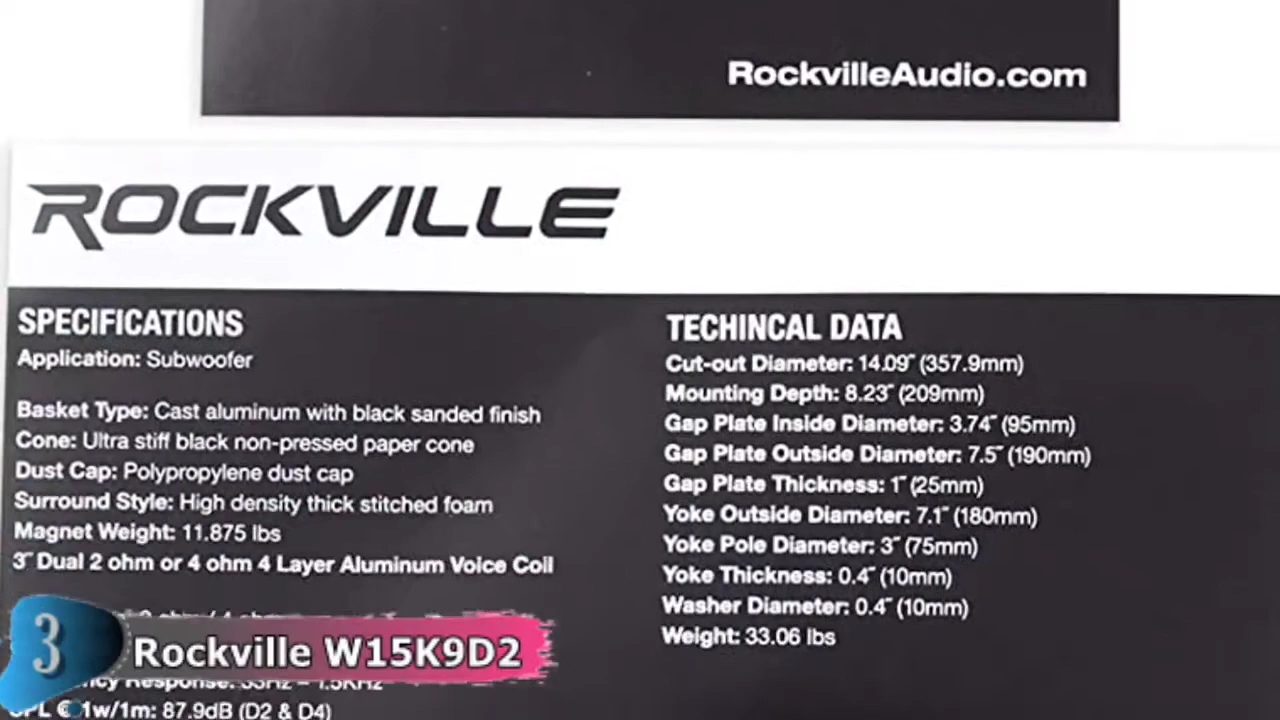 RockvilleAudio.com
ROCKVILLE
SPECIFICATIONS
Application: Subwoofer
Basket Type: Cast aluminum with black sanded finish
Cone: Ultra stiff black non-pressed paper cone
Dust Cap: Polypropylene dust cap
Surround Style: High density thick stitched foam
Magnet Weight: 11.875 lbs
3" Dual 2 ohm or 4 ohm 4 Layer Aluminum Voice Coil
Response: 33Hz – 1.5KHz
@ 1w/1m: 87.9dB (D2 & D4)
TECHINCAL DATA
Cut-out Diameter: 14.09" (357.9mm)
Mounting Depth: 8.23" (209mm)
Gap Plate Inside Diameter: 3.74" (95mm)
Gap Plate Outside Diameter: 7.5" (190mm)
Gap Plate Thickness: 1" (25mm)
Yoke Outside Diameter: 7.1" (180mm)
Yoke Pole Diameter: 3" (75mm)
Yoke Thickness: 0.4" (10mm)
Washer Diameter: 0.4" (10mm)
Weight: 33.06 lbs
3 Rockville W15K9D2